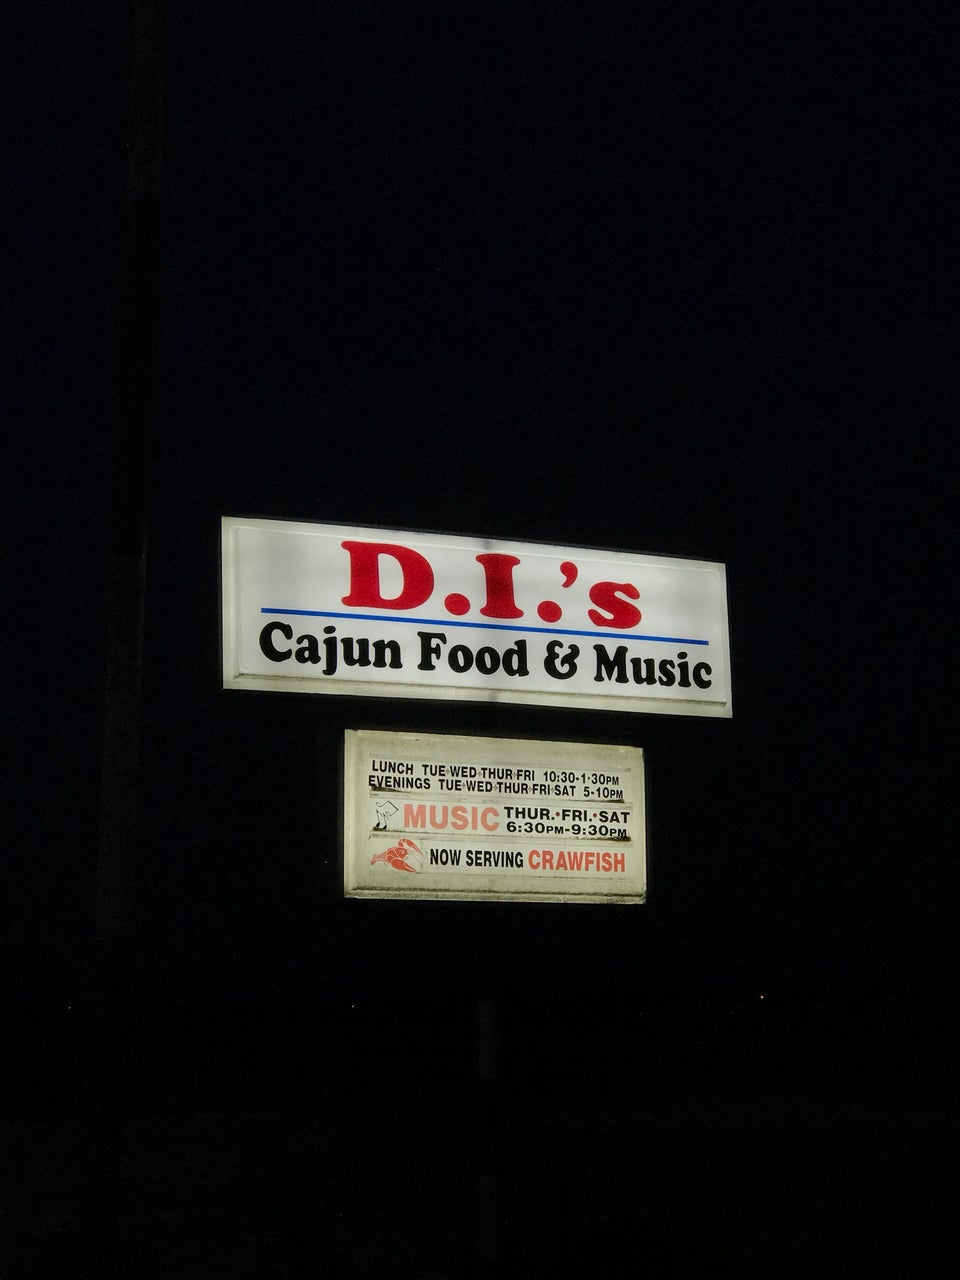 D.I.'s
Cajun Food & Music
LUNCH TUE·WED·THUR·FRI 10:30-1:30PM
EVENINGS TUE·WED·THUR·FRI·SAT 5-10PM
MUSIC THUR.•FRI.•SAT
6:30PM-9:30PM
NOW SERVING CRAWFISH